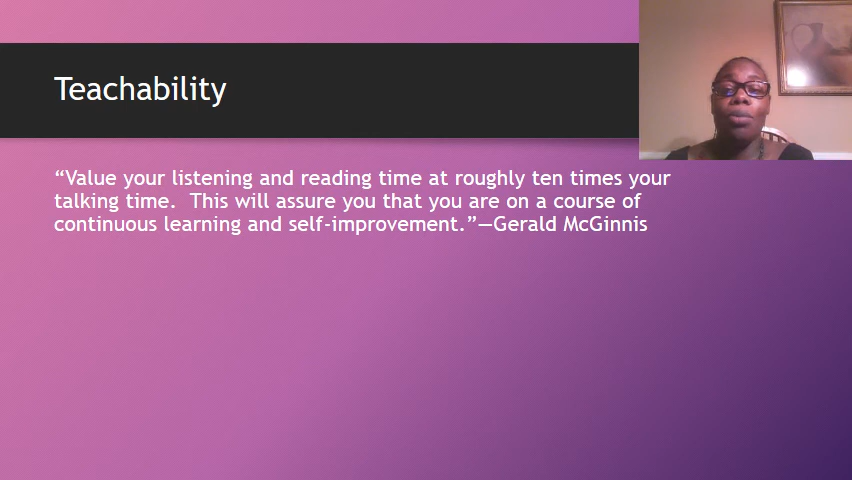 Teachability
“Value your listening and reading time at roughly ten times your
talking time.  This will assure you that you are on a course of
continuous learning and self-improvement.”—Gerald McGinnis